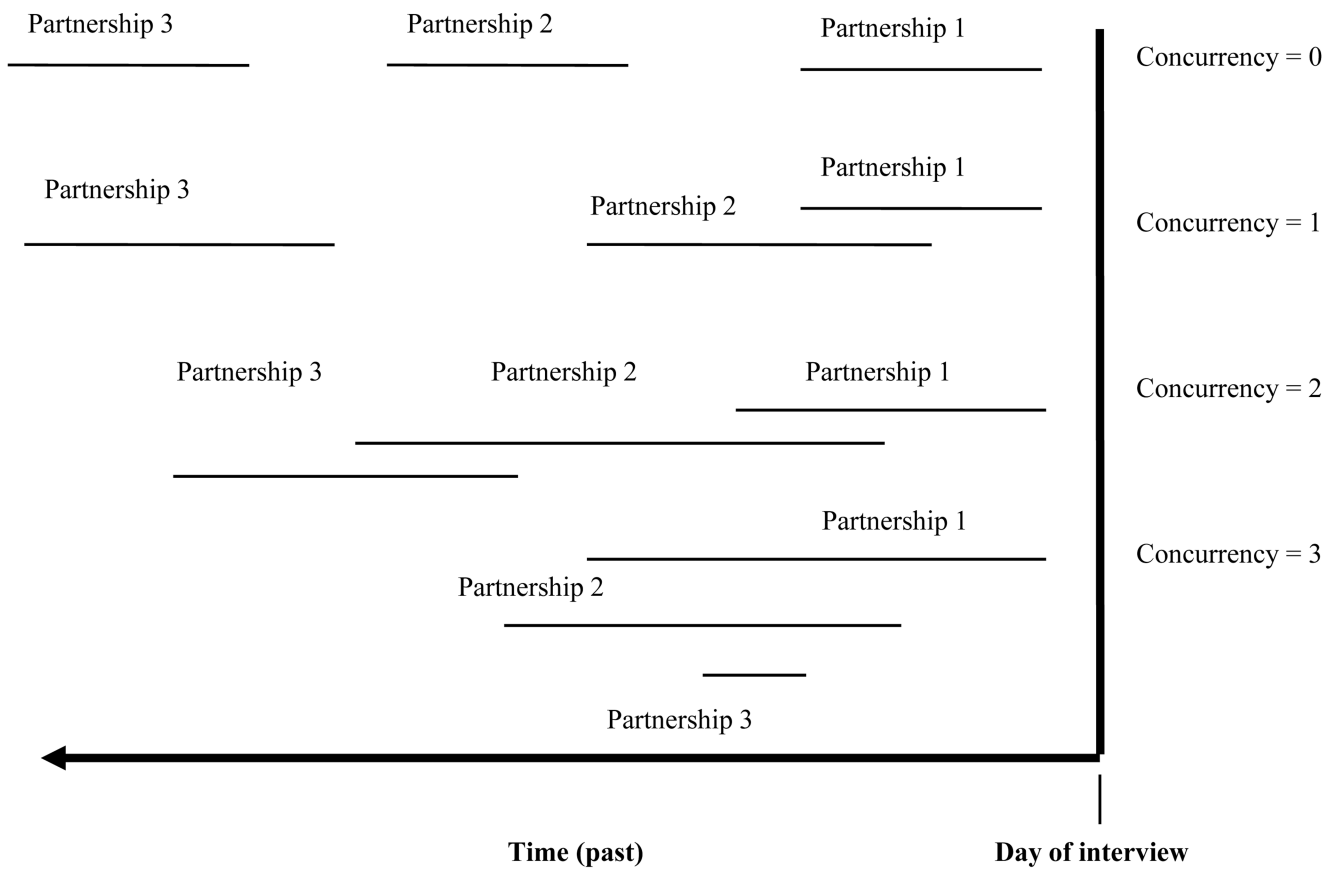 Partnership 3
Partnership 2
Partnership 1
Concurrency = 0
Partnership 3
Partnership 2
Partnership 1
Concurrency = 1
Partnership 3
Partnership 2
Partnership 1
Concurrency = 2
Partnership 1
Concurrency = 3
Partnership 2
Partnership 3
Time (past)
Day of interview